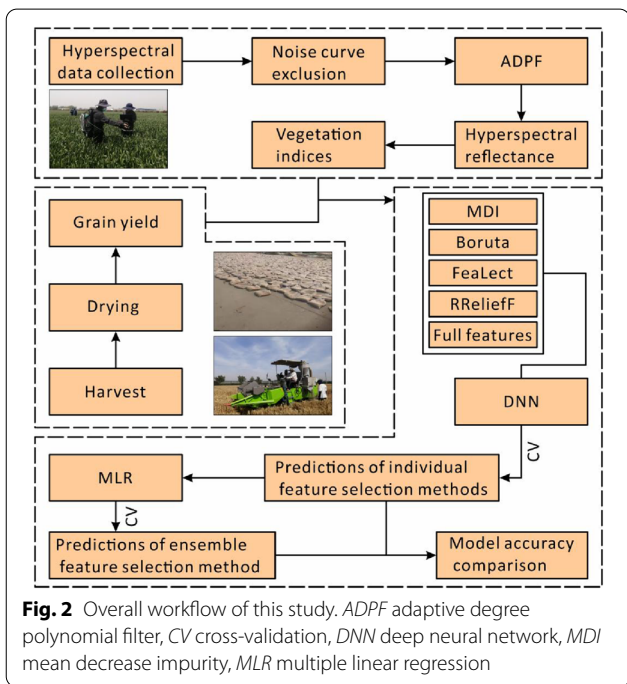 Hyperspectral
data collection
Noise curve
exclusion
ADPF
Vegetation
indices
Hyperspectral
reflectance
Grain yield
Drying
Harvest
MDI
Boruta
FeaLect
RReliefF
Full features
DNN
CV
Predictions of individual
feature selection methods
MLR
CV
Predictions of ensemble
feature selection method
Model accuracy
comparison
Fig. 2 Overall workflow of this study. ADPF adaptive degree
polynomial filter, CV cross-validation, DNN deep neural network, MDI
mean decrease impurity, MLR multiple linear regression